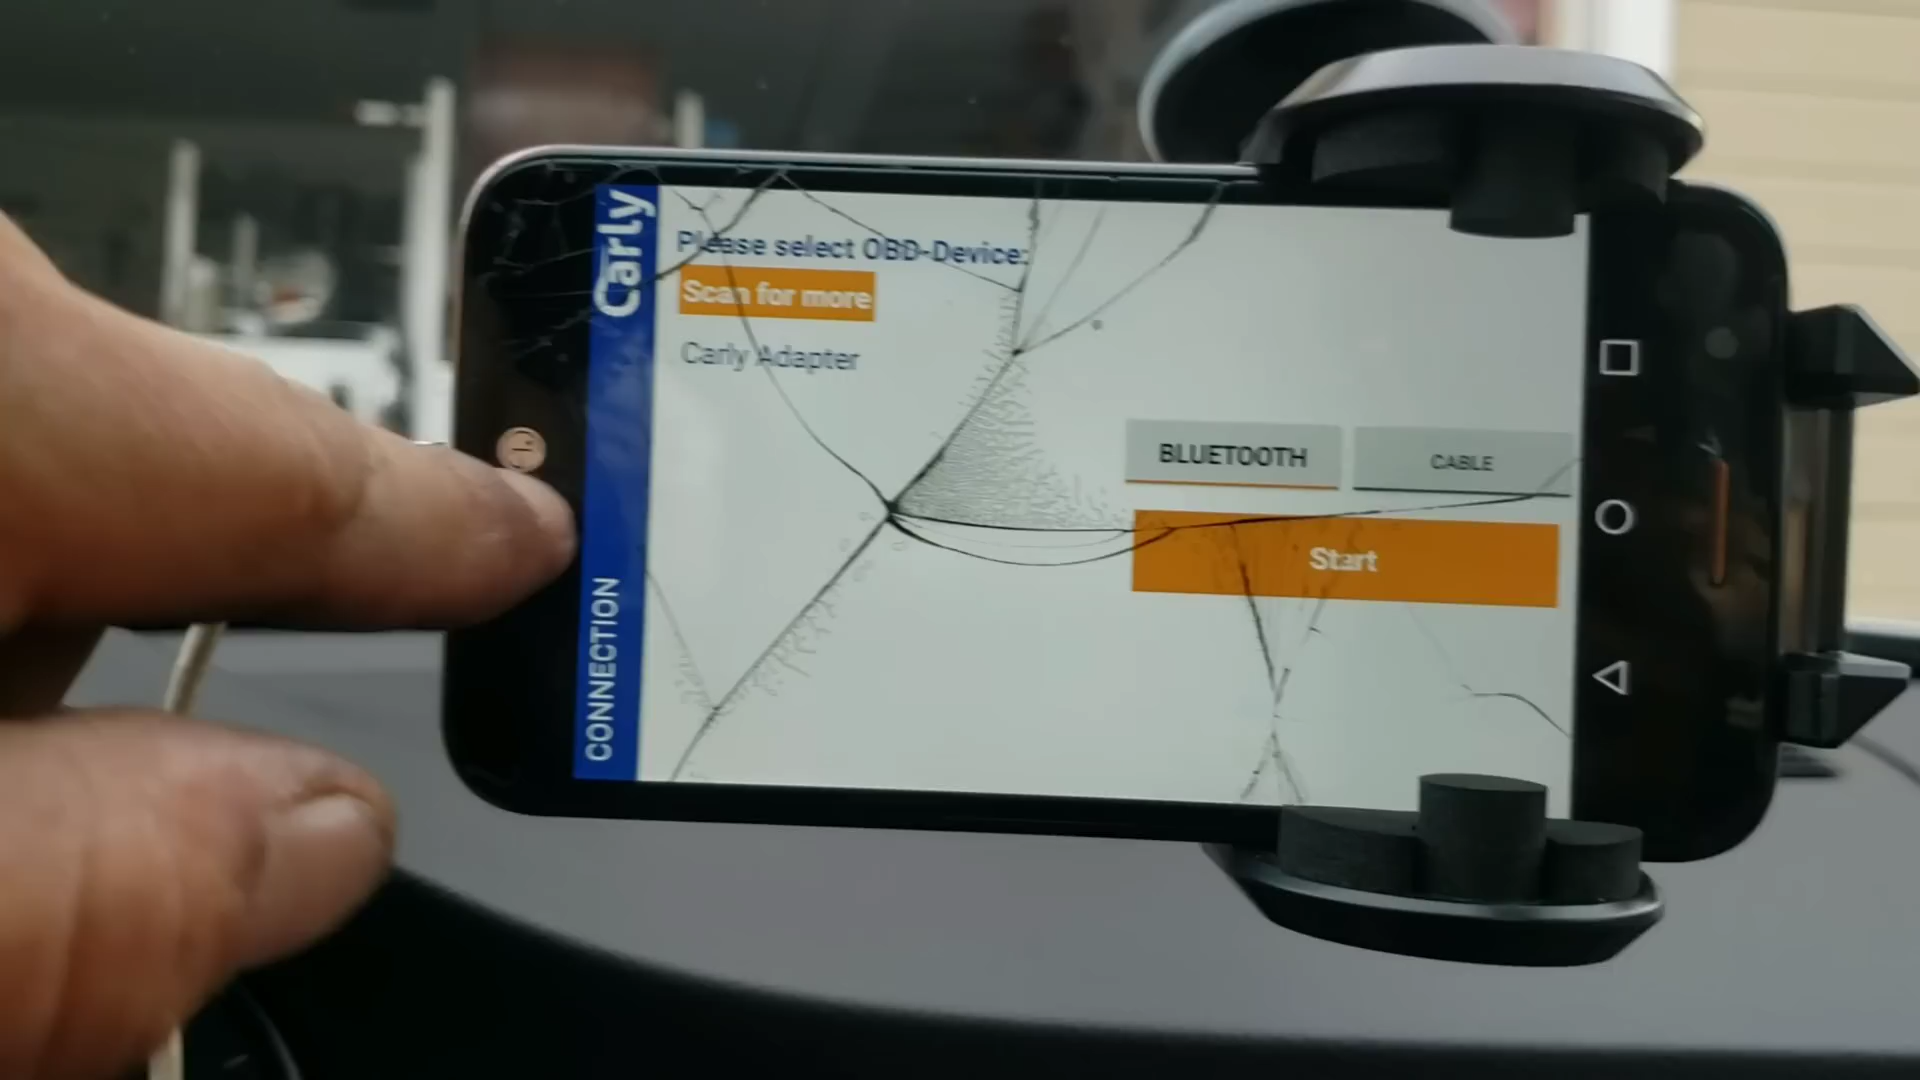 Carly
CONNECTION
Please select OBD-Device:
Scan for more
Carly Adapter
BLUETOOTH
CABLE
Start